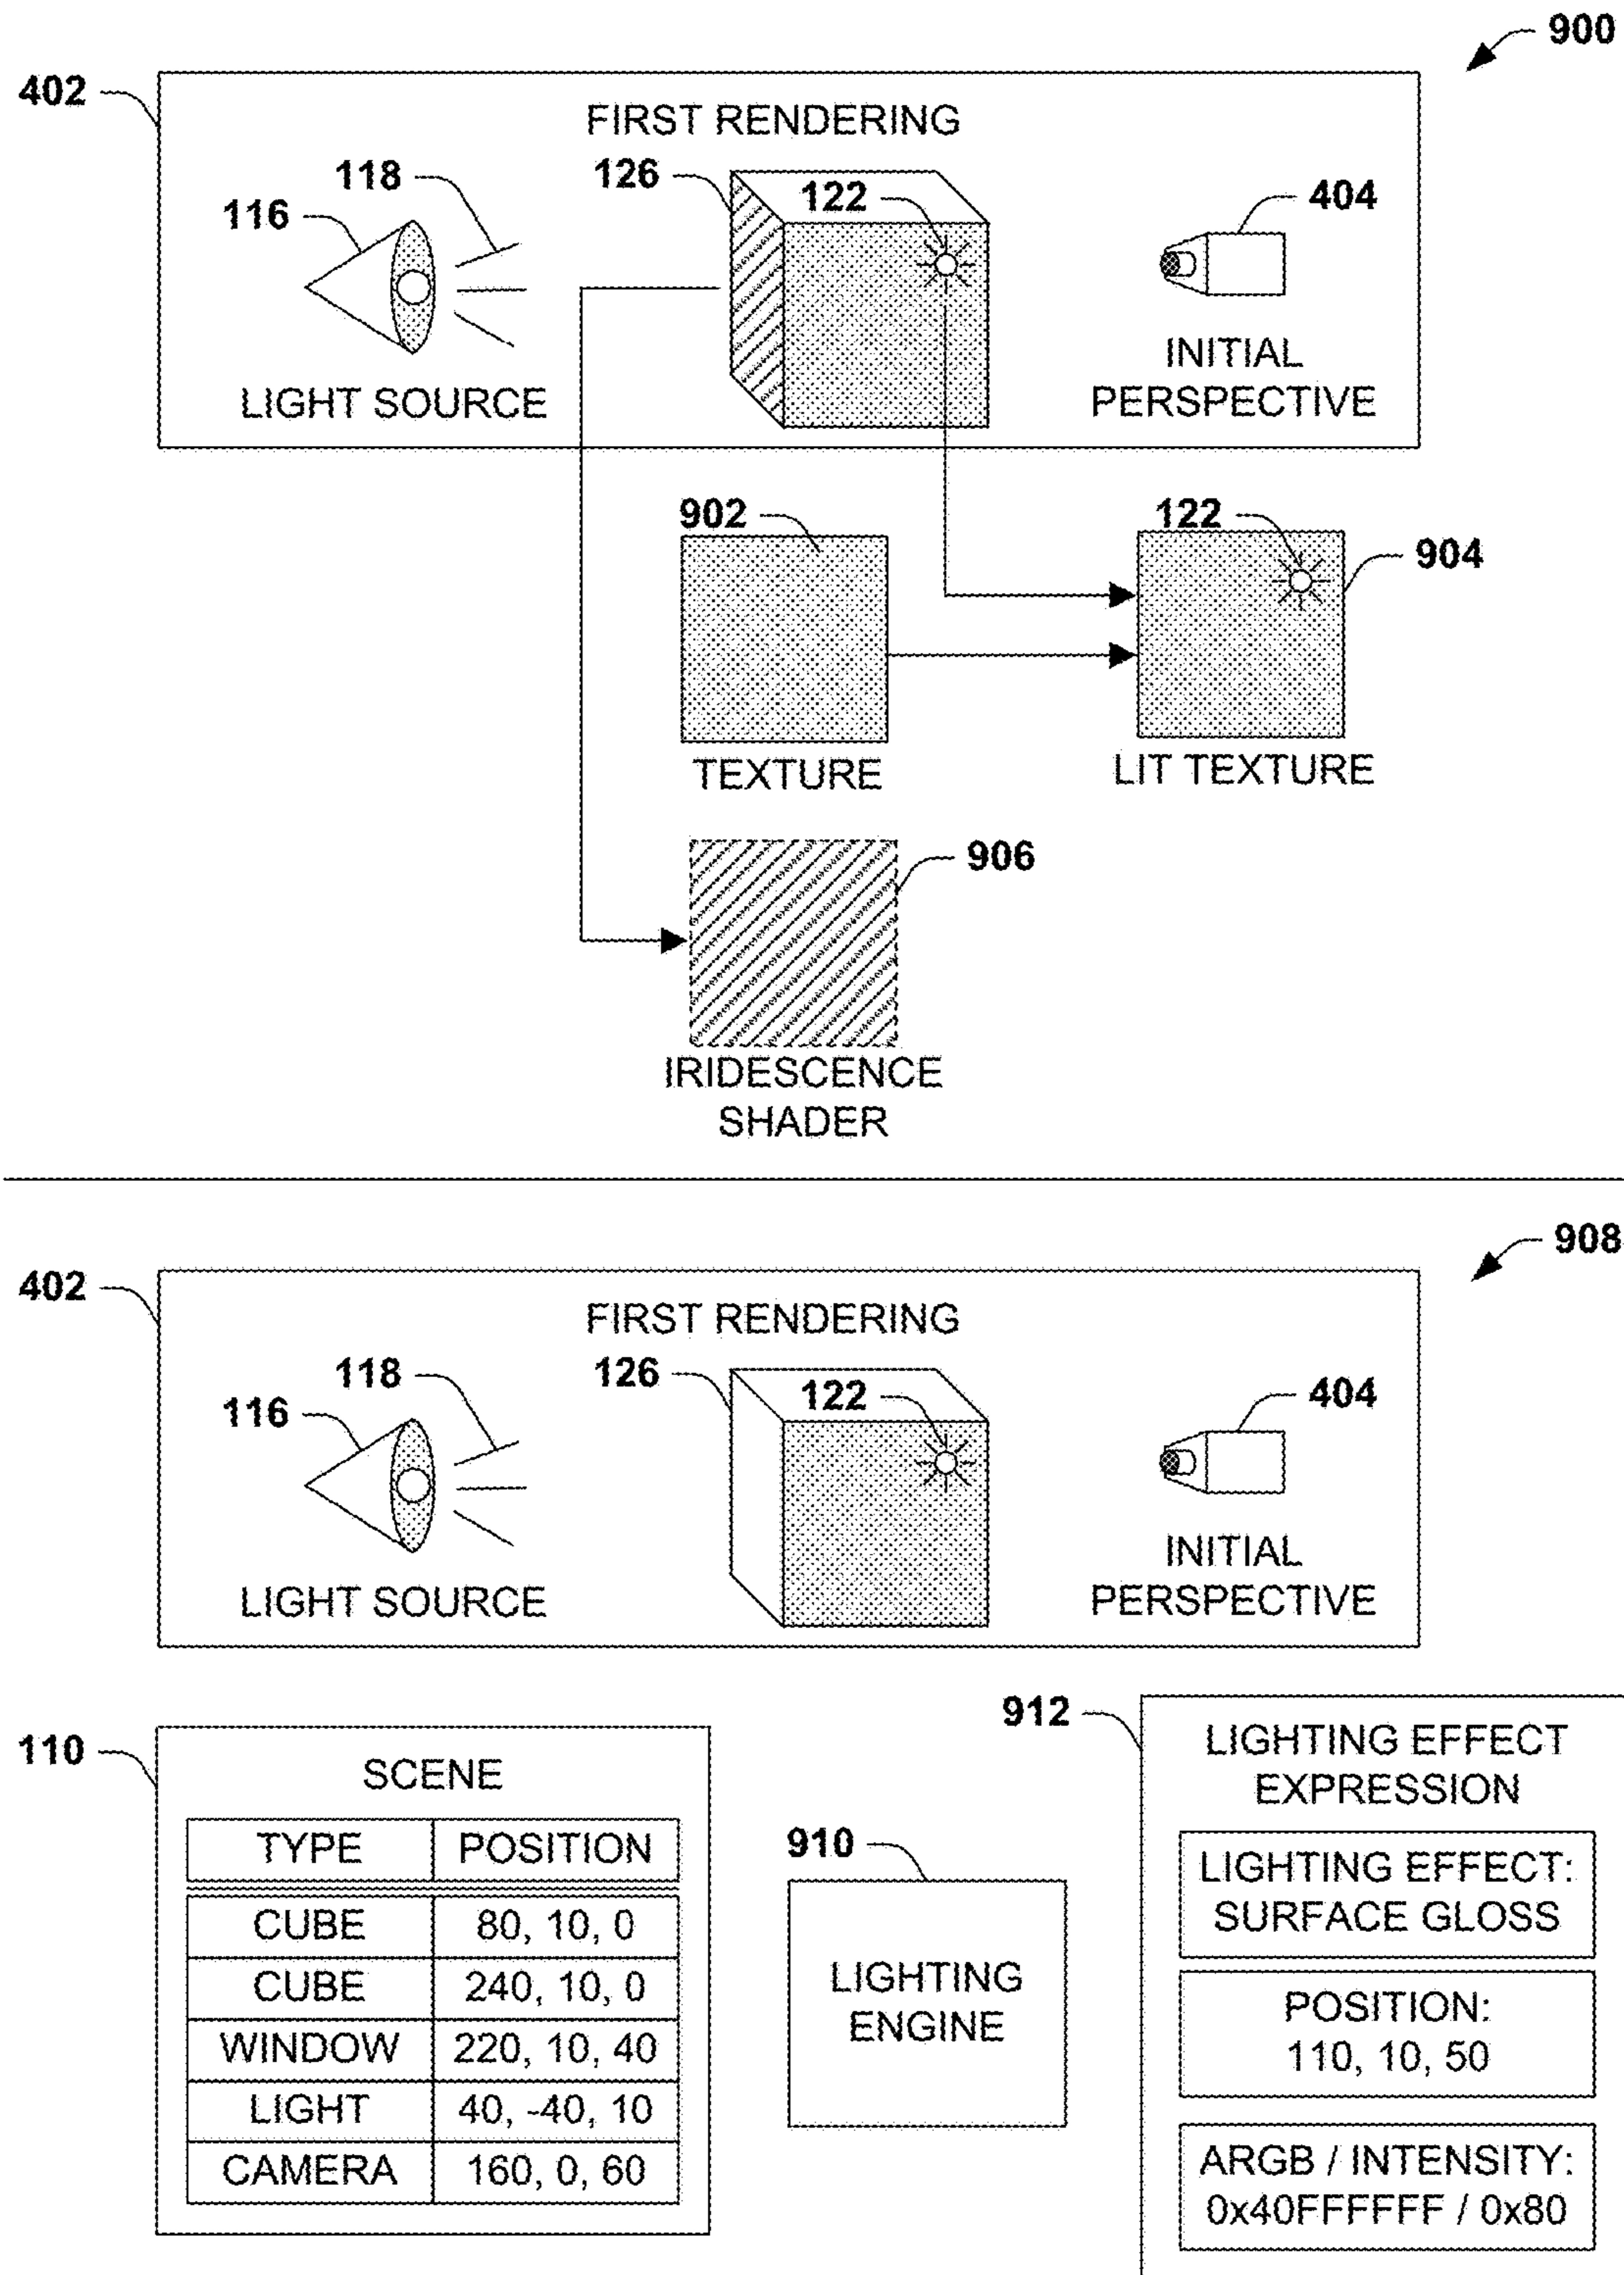 900
402
FIRST RENDERING
118
126
122
116
404
LIGHT SOURCE
INITIAL
PERSPECTIVE
902
122
904
TEXTURE
LIT TEXTURE
906
IRIDESCENCE
SHADER
908
402
FIRST RENDERING
118
126
122
116
404
LIGHT SOURCE
INITIAL
PERSPECTIVE
110
SCENE
TYPE POSITION
CUBE 80, 10, 0
CUBE 240, 10, 0
WINDOW 220, 10, 40
LIGHT 40, -40, 10
CAMERA 160, 0, 60
910
LIGHTING
ENGINE
912
LIGHTING EFFECT
EXPRESSION
LIGHTING EFFECT:
SURFACE GLOSS
POSITION:
110, 10, 50
ARGB / INTENSITY:
0x40FFFFFF / 0x80